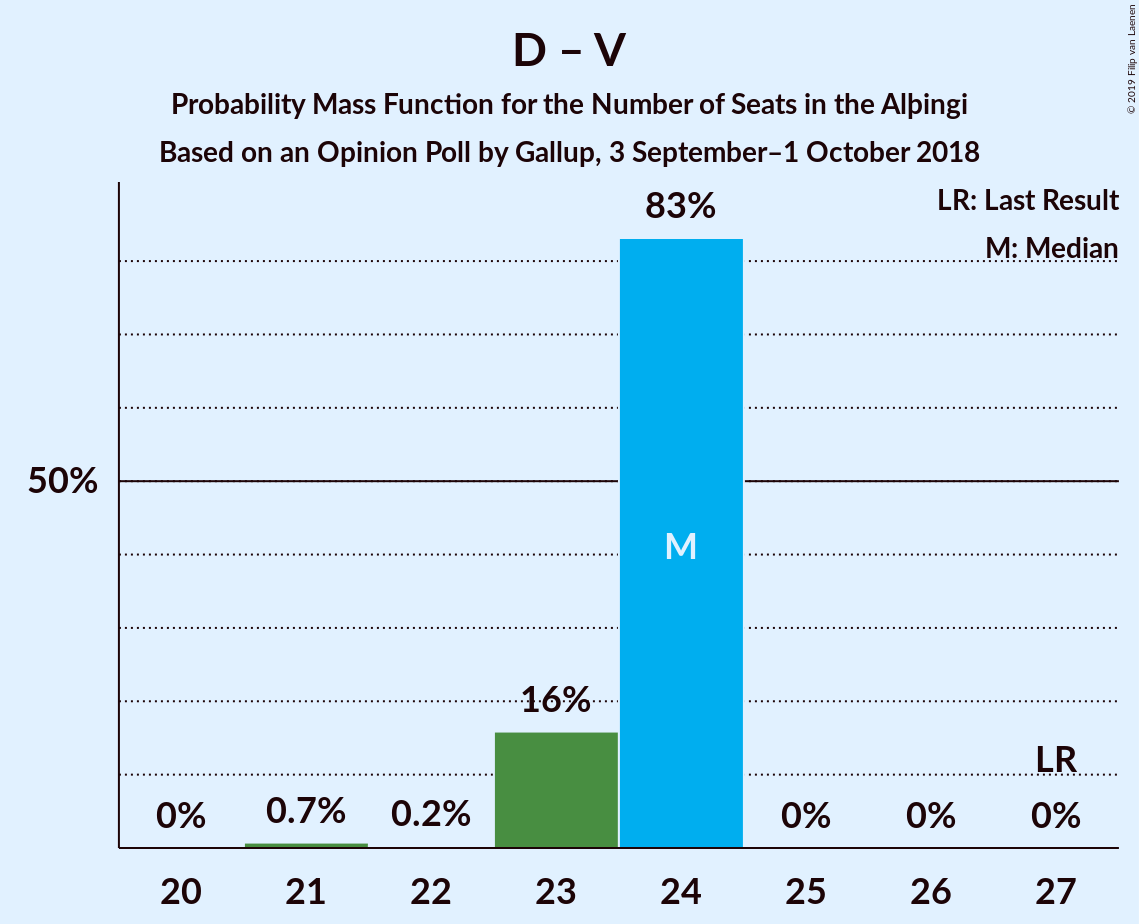 D – V
Probability Mass Function for the Number of Seats in the Alþingi
Based on an Opinion Poll by Gallup, 3 September–1 October 2018
© 2019 Filip van Laenen
LR: Last Result
M: Median
83%
50%
M
16%
LR
0%
0.7%
0.2%
0%
0%
0%
20
21
22
23
24
25
26
27